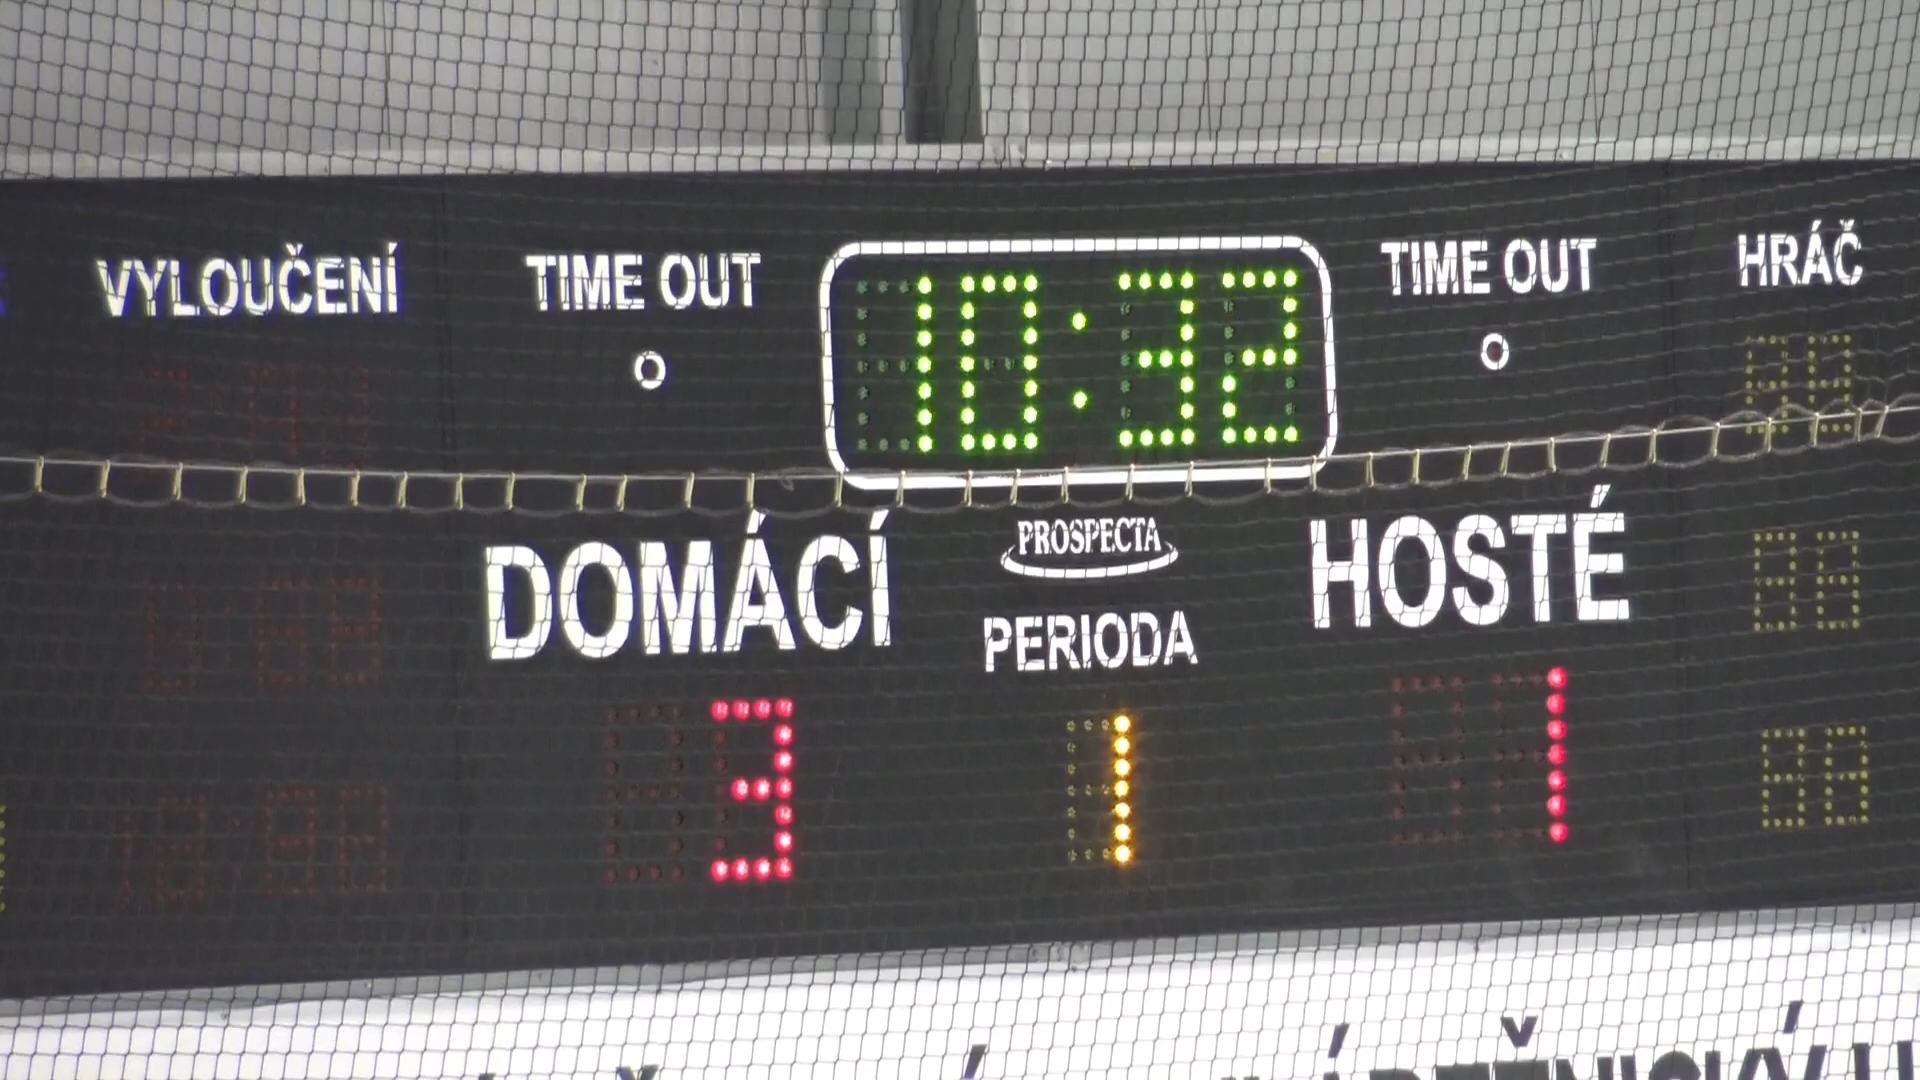 VYLOUČENÍ TIME OUT 10:32 TIME OUT HRÁČ
DOMÁCÍ PROSPECTA HOSTÉ
PERIODA
3 1 1